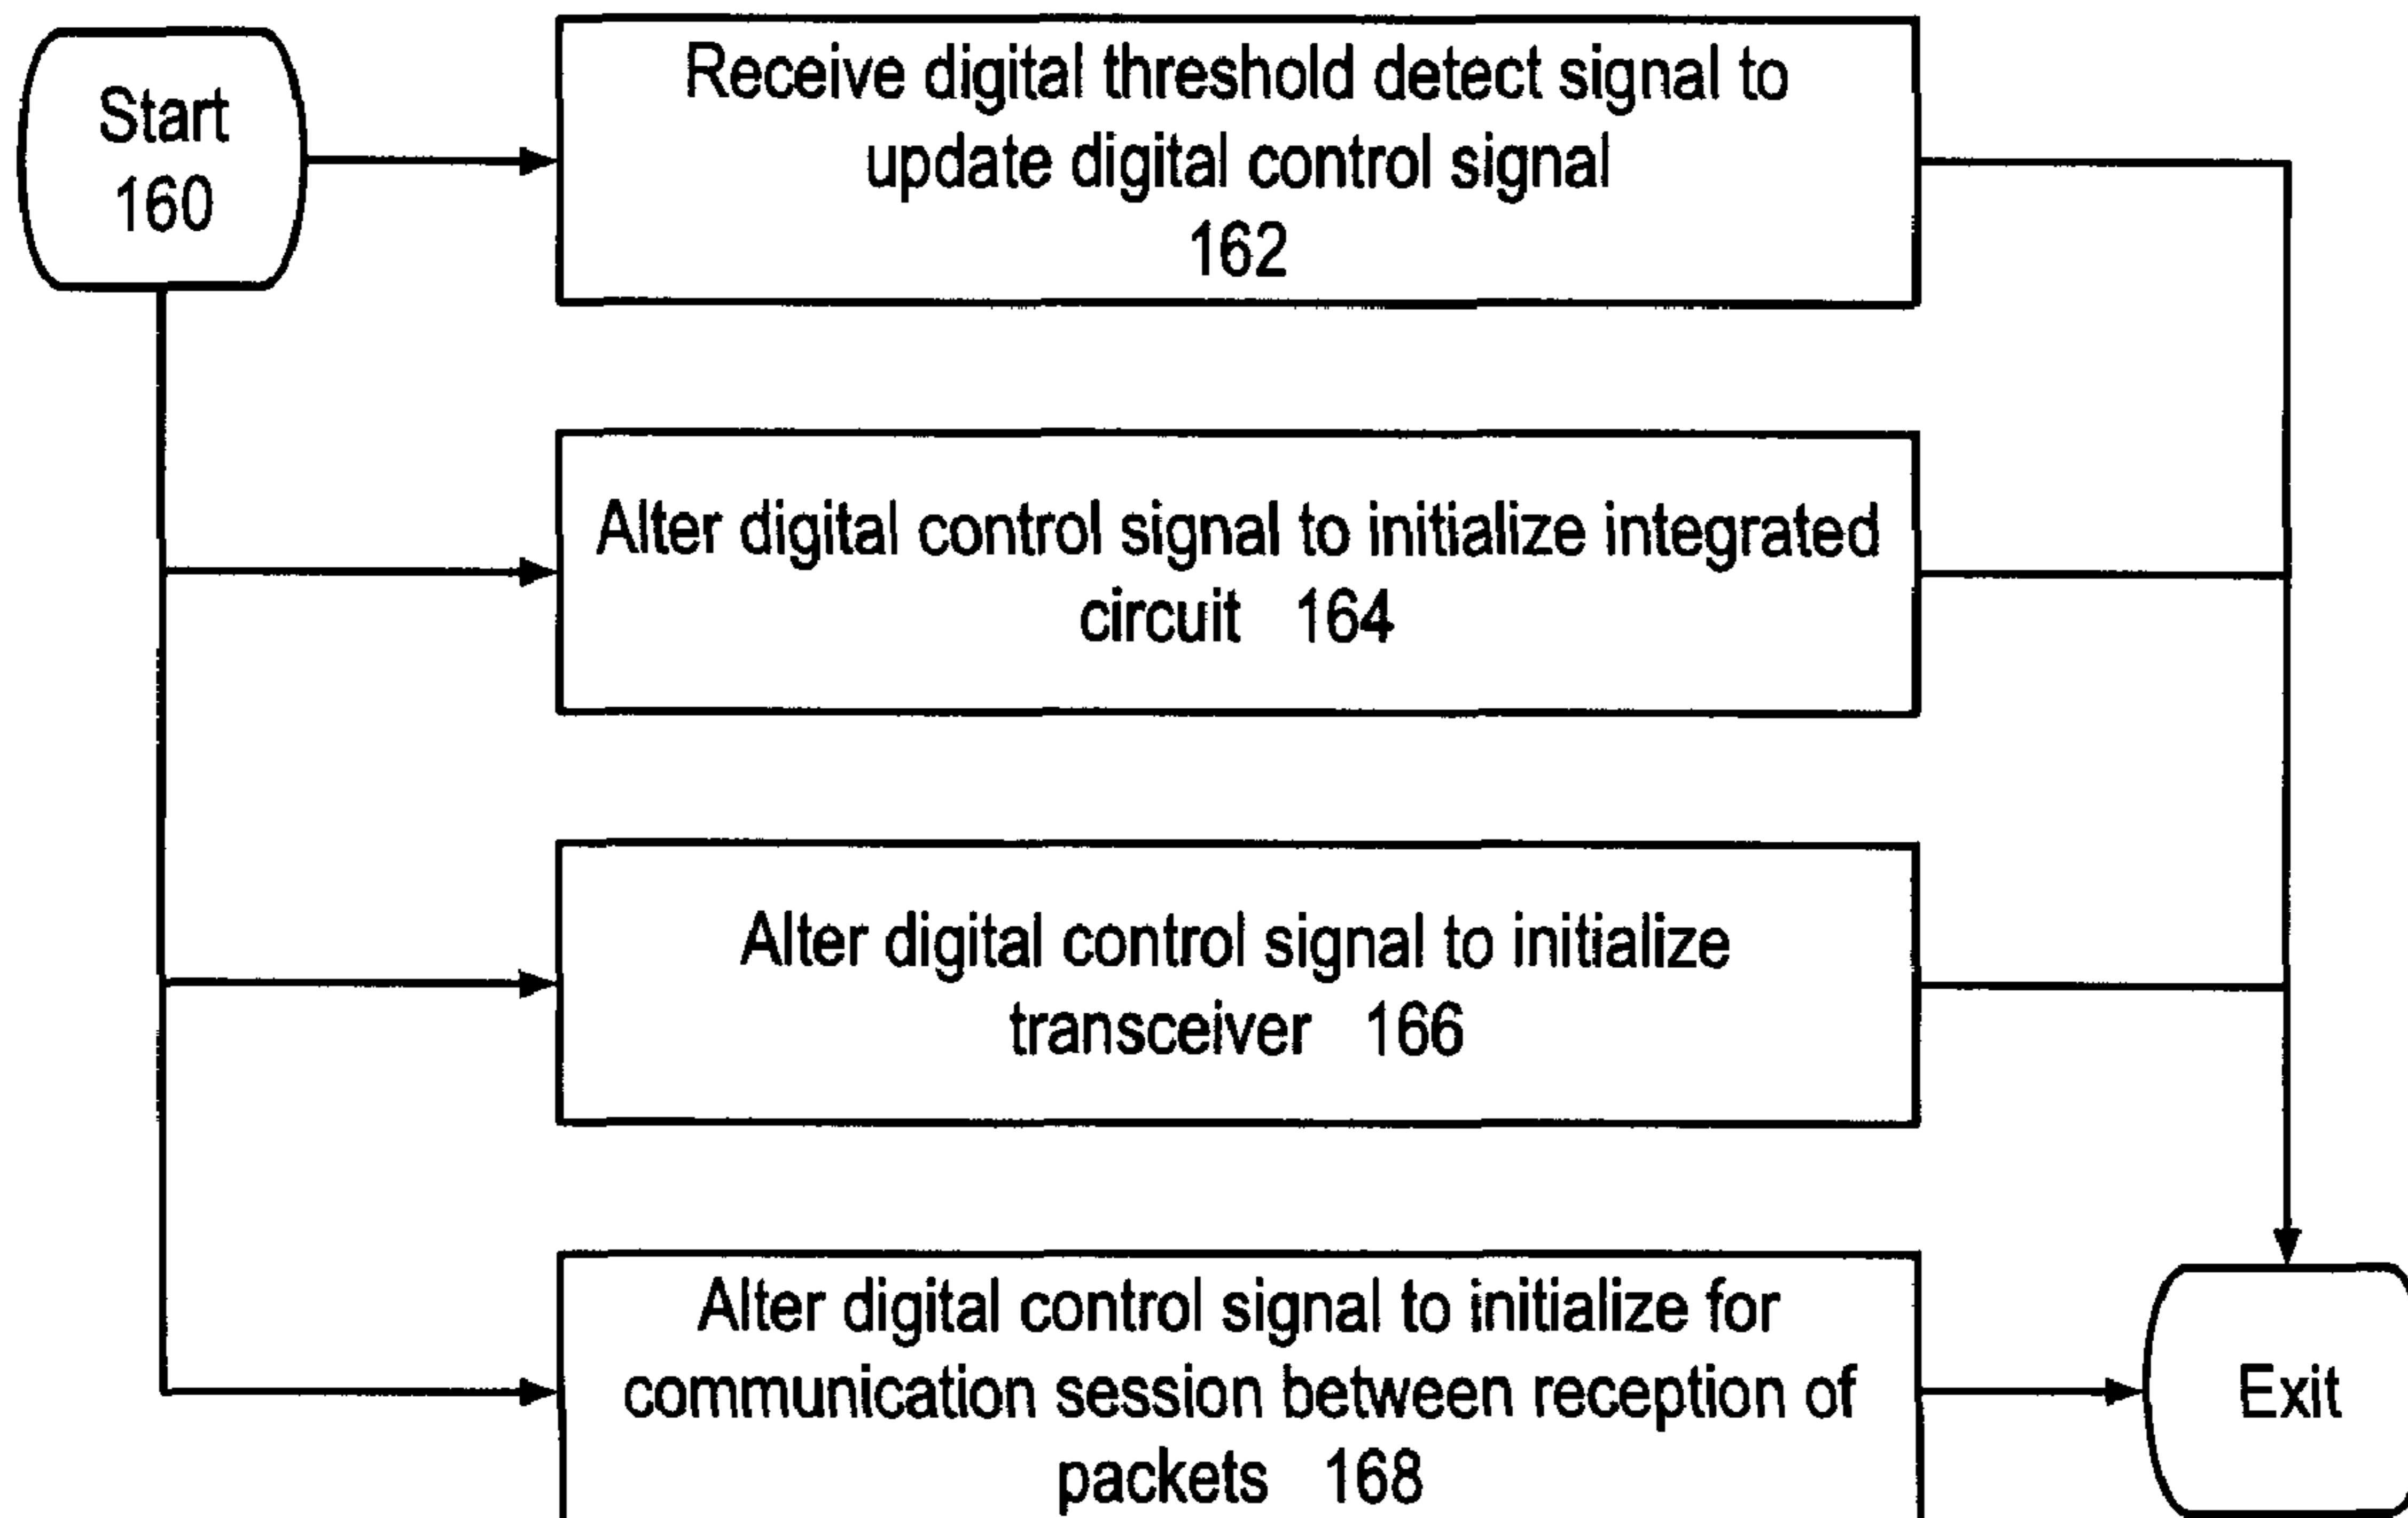 Start
160
Receive digital threshold detect signal to
update digital control signal
162
Alter digital control signal to initialize integrated
circuit 164
Alter digital control signal to initialize
transceiver 166
Alter digital control signal to initialize for
communication session between reception of
packets 168
Exit